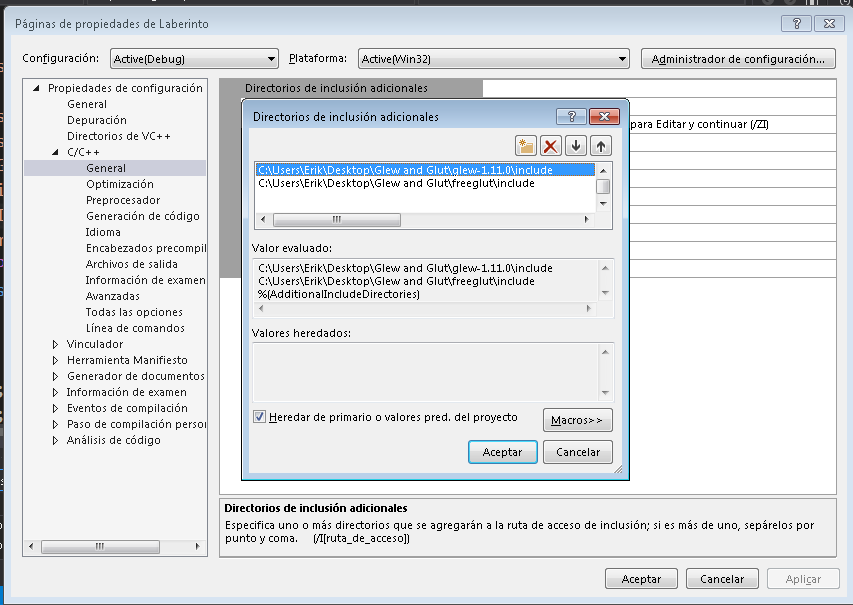 Páginas de propiedades de Laberinto
Configuración: Active(Debug) Plataforma: Active(Win32) Administrador de configuración...
Propiedades de configuración
General
Depuración
Directorios de VC++
C/C++
General
Optimización
Preprocesador
Generación de código
Idioma
Encabezados precompil
Archivos de salida
Información de examen
Avanzadas
Todas las opciones
Línea de comandos
Vinculador
Herramienta Manifiesto
Generador de documentos
Información de examen
Eventos de compilación
Paso de compilación person
Análisis de código
Directorios de inclusión adicionales
para Editar y continuar (/ZI)
Directorios de inclusión adicionales
C:\Users\Erik\Desktop\Glew and Glut\glew-1.11.0\include
C:\Users\Erik\Desktop\Glew and Glut\freeglut\include
Valor evaluado:
C:\Users\Erik\Desktop\Glew and Glut\glew-1.11.0\include
C:\Users\Erik\Desktop\Glew and Glut\freeglut\include
%(AdditionalIncludeDirectories)
Valores heredados:
Heredar de primario o valores pred. del proyecto
Macros>>
Aceptar Cancelar
Directorios de inclusión adicionales
Especifica uno o más directorios que se agregarán a la ruta de acceso de inclusión; si es más de uno, sepárelos por
punto y coma. (/I[ruta_de_acceso])
Aceptar Cancelar Aplicar